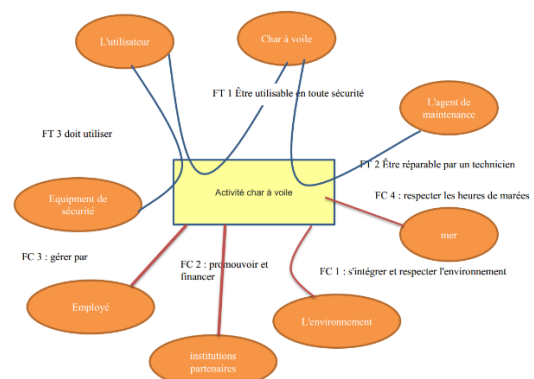 L'utilisateur
Char à voile
FT 1 Être utilisable en toute sécurité
L'agent de
maintenance
FT 3 doit utiliser
FT 2 Être réparable par un technicien
Activité char à voile
Equipment de
sécurité
FC 4 : respecter les heures de marées
mer
FC 3 : gérer par
FC 2 : promouvoir et
financer
FC 1 : s'intégrer et respecter l'environnement
Employé
L'environnement
institutions
partenaires